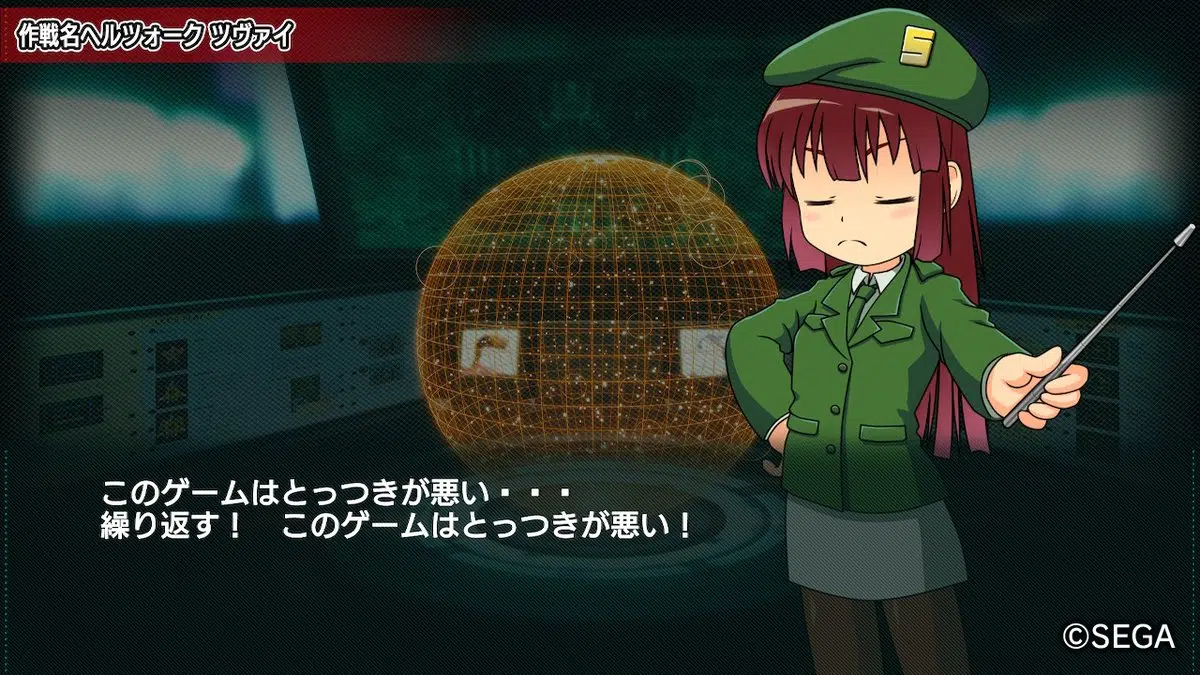 作戦名ヘルツォーク ツヴァイ
S
このゲームはとっつきが悪い・・・
繰り返す！　このゲームはとっつきが悪い！
©SEGA